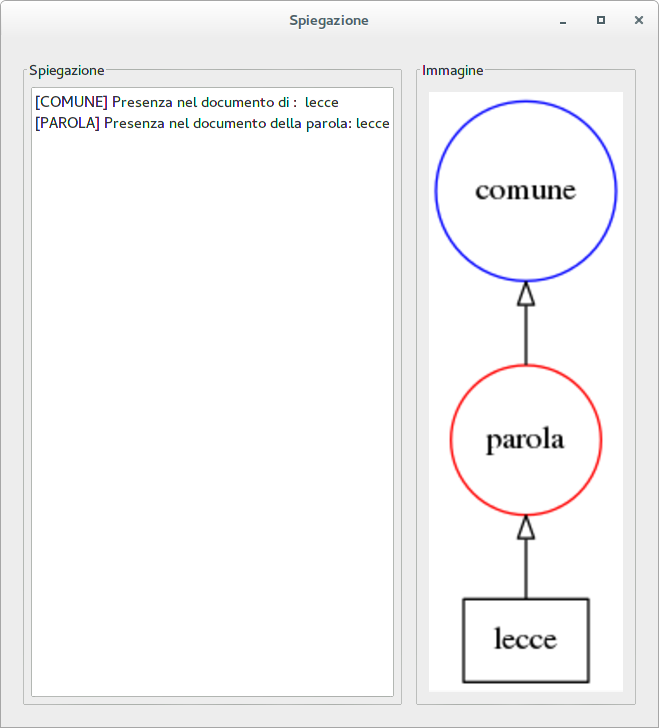 Spiegazione
Spiegazione
[COMUNE] Presenza nel documento di :  lecce
[PAROLA] Presenza nel documento della parola: lecce
Immagine
comune
parola
lecce